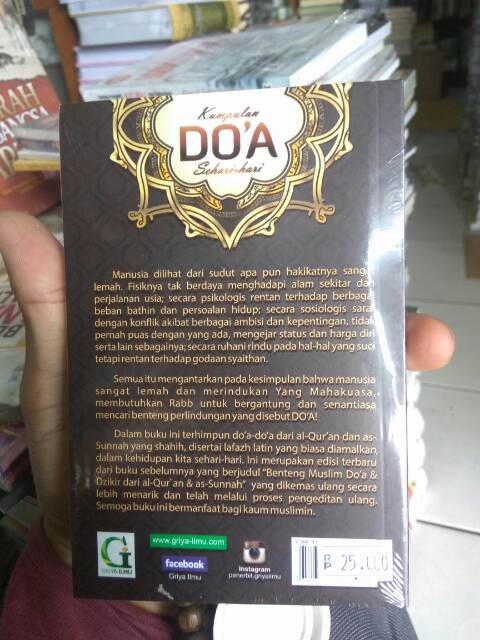 Kumpulan
DO'A
Sehari-hari
Manusia dilihat dari sudut apa pun hakikatnya sangat
lemah. Fisiknya tak berdaya menghadapi alam sekitar dan
perjalanan usia; secara psikologis rentan terhadap berbagai
beban bathin dan persoalan hidup; secara sosiologis sarat
dengan konflik akibat berbagai ambisi dan kepentingan, tidak
pernah puas dengan yang ada, mengejar status dan harga diri
serta lain sebagainya; secara ruhani rindu pada hal-hal yang suci
tetapi rentan terhadap godaan syaithan.
Semua itu mengantarkan pada kesimpulan bahwa manusia
sangat lemah dan merindukan Yang Mahakuasa,
membutuhkan Rabb untuk bergantung dan senantiasa
mencari benteng perlindungan yang disebut DO'A!
Dalam buku ini terhimpun do'a-do'a dari al-Qur'an dan as-
Sunnah yang shahih, disertai lafazh latin yang biasa diamalkan
dalam kehidupan kita sehari-hari. Ini merupakan edisi terbaru
dari buku sebelumnya yang berjudul "Benteng Muslim Do'a &
Dzikir dari al-Qur`an & as-Sunnah" yang dikemas ulang secara
lebih menarik dan telah melalui proses pengeditan ulang.
Semoga buku ini bermanfaat bagi kaum muslimin.
GRIYA ILMU
www.griya-ilmu.com
facebook
Griya Ilmu
Instagram
penerbit.griyailmu
RP 25.000